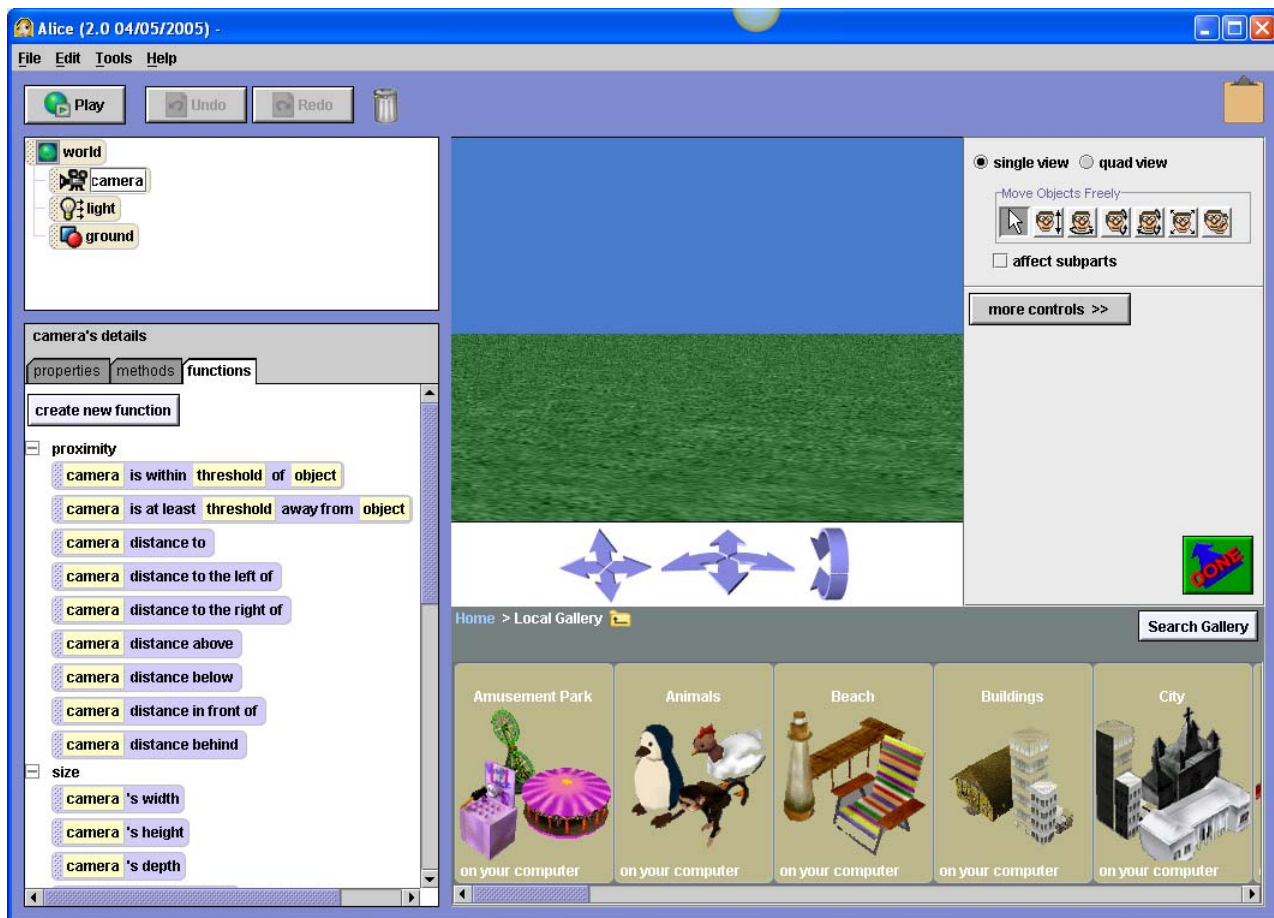 Alice (2.0 04/05/2005) -
File Edit Tools Help
Play Undo Redo
world
camera
light
ground
single view quad view
Move Objects Freely
affect subparts
more controls >>
camera's details
properties methods functions
create new function
proximity
camera is within threshold of object
camera is at least threshold away from object
camera distance to
camera distance to the left of
camera distance to the right of
camera distance above
camera distance below
camera distance in front of
camera distance behind
size
camera 's width
camera 's height
camera 's depth
DONE
Home > Local Gallery
Search Gallery
Amusement Park
on your computer
Animals
on your computer
Beach
on your computer
Buildings
on your computer
City
on your computer